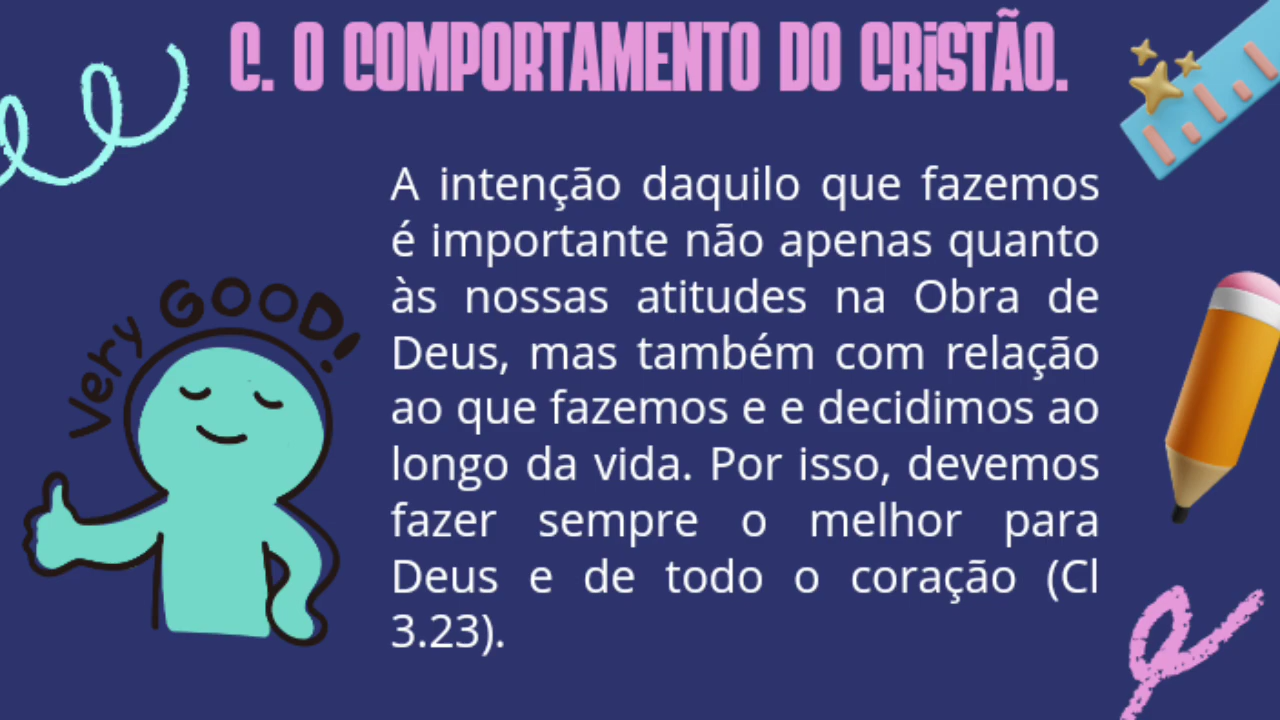 C. O COMPORTAMENTO DO CRiSTÃO.
A intenção daquilo que fazemos
é importante não apenas quanto
às nossas atitudes na Obra de
Deus, mas também com relação
ao que fazemos e e decidimos ao
longo da vida. Por isso, devemos
fazer sempre o melhor para
Deus e de todo o coração (Cl
3.23).
Very GOOD!